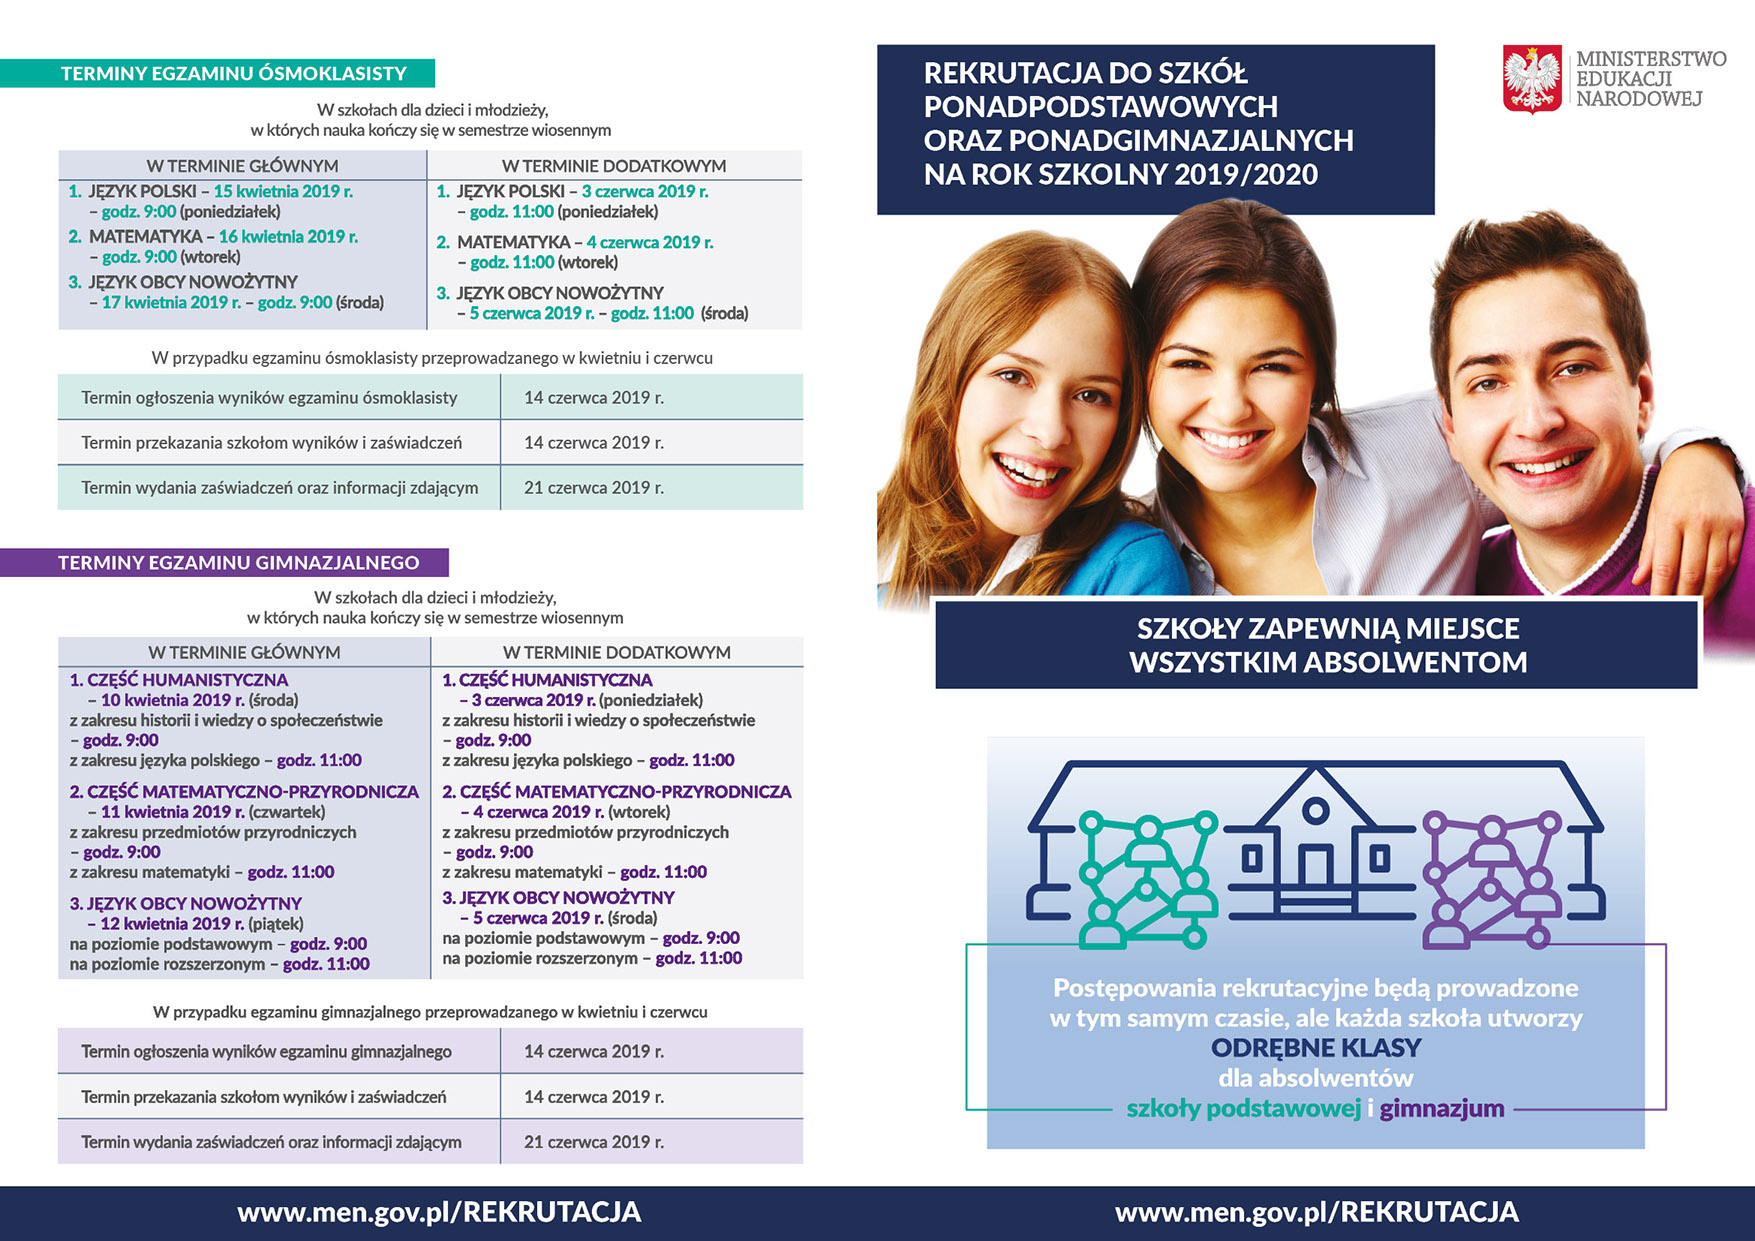 TERMINY EGZAMINU ÓSMOKLASISTY
W szkołach dla dzieci i młodzieży,
w których nauka kończy się w semestrze wiosennym
W TERMINIE GŁÓWNYM
1. JĘZYK POLSKI – 15 kwietnia 2019 r.
– godz. 9:00 (poniedziałek)
2. MATEMATYKA – 16 kwietnia 2019 r.
– godz. 9:00 (wtorek)
3. JĘZYK OBCY NOWOŻYTNY
– 17 kwietnia 2019 r. – godz. 9:00 (środa)
W TERMINIE DODATKOWYM
1. JĘZYK POLSKI – 3 czerwca 2019 r.
– godz. 11:00 (poniedziałek)
2. MATEMATYKA – 4 czerwca 2019 r.
– godz. 11:00 (wtorek)
3. JĘZYK OBCY NOWOŻYTNY
– 5 czerwca 2019 r. – godz. 11:00 (środa)
W przypadku egzaminu ósmoklasisty przeprowadzanego w kwietniu i czerwcu
Termin ogłoszenia wyników egzaminu ósmoklasisty 14 czerwca 2019 r.
Termin przekazania szkołom wyników i zaświadczeń 14 czerwca 2019 r.
Termin wydania zaświadczeń oraz informacji zdającym 21 czerwca 2019 r.
TERMINY EGZAMINU GIMNAZJALNEGO
W szkołach dla dzieci i młodzieży,
w których nauka kończy się w semestrze wiosennym
W TERMINIE GŁÓWNYM
1. CZĘŚĆ HUMANISTYCZNA
– 10 kwietnia 2019 r. (środa)
z zakresu historii i wiedzy o społeczeństwie
– godz. 9:00
z zakresu języka polskiego – godz. 11:00
2. CZĘŚĆ MATEMATYCZNO-PRZYRODNICZA
– 11 kwietnia 2019 r. (czwartek)
z zakresu przedmiotów przyrodniczych
– godz. 9:00
z zakresu matematyki – godz. 11:00
3. JĘZYK OBCY NOWOŻYTNY
– 12 kwietnia 2019 r. (piątek)
na poziomie podstawowym – godz. 9:00
na poziomie rozszerzonym – godz. 11:00
W TERMINIE DODATKOWYM
1. CZĘŚĆ HUMANISTYCZNA
– 3 czerwca 2019 r. (poniedziałek)
z zakresu historii i wiedzy o społeczeństwie
– godz. 9:00
z zakresu języka polskiego – godz. 11:00
2. CZĘŚĆ MATEMATYCZNO-PRZYRODNICZA
– 4 czerwca 2019 r. (wtorek)
z zakresu przedmiotów przyrodniczych
– godz. 9:00
z zakresu matematyki – godz. 11:00
3. JĘZYK OBCY NOWOŻYTNY
– 5 czerwca 2019 r. (środa)
na poziomie podstawowym – godz. 9:00
na poziomie rozszerzonym – godz. 11:00
W przypadku egzaminu gimnazjalnego przeprowadzanego w kwietniu i czerwcu
Termin ogłoszenia wyników egzaminu gimnazjalnego 14 czerwca 2019 r.
Termin przekazania szkołom wyników i zaświadczeń 14 czerwca 2019 r.
Termin wydania zaświadczeń oraz informacji zdającym 21 czerwca 2019 r.
www.men.gov.pl/REKRUTACJA
REKRUTACJA DO SZKÓŁ
PONADPODSTAWOWYCH
ORAZ PONADGIMNAZJALNYCH
NA ROK SZKOLNY 2019/2020
MINISTERSTWO
EDUKACJI
NARODOWEJ
SZKOŁY ZAPEWNIĄ MIEJSCE
WSZYSTKIM ABSOLWENTOM
Postępowania rekrutacyjne będą prowadzone
w tym samym czasie, ale każda szkoła utworzy
ODRĘBNE KLASY
dla absolwentów
szkoły podstawowej i gimnazjum
www.men.gov.pl/REKRUTACJA